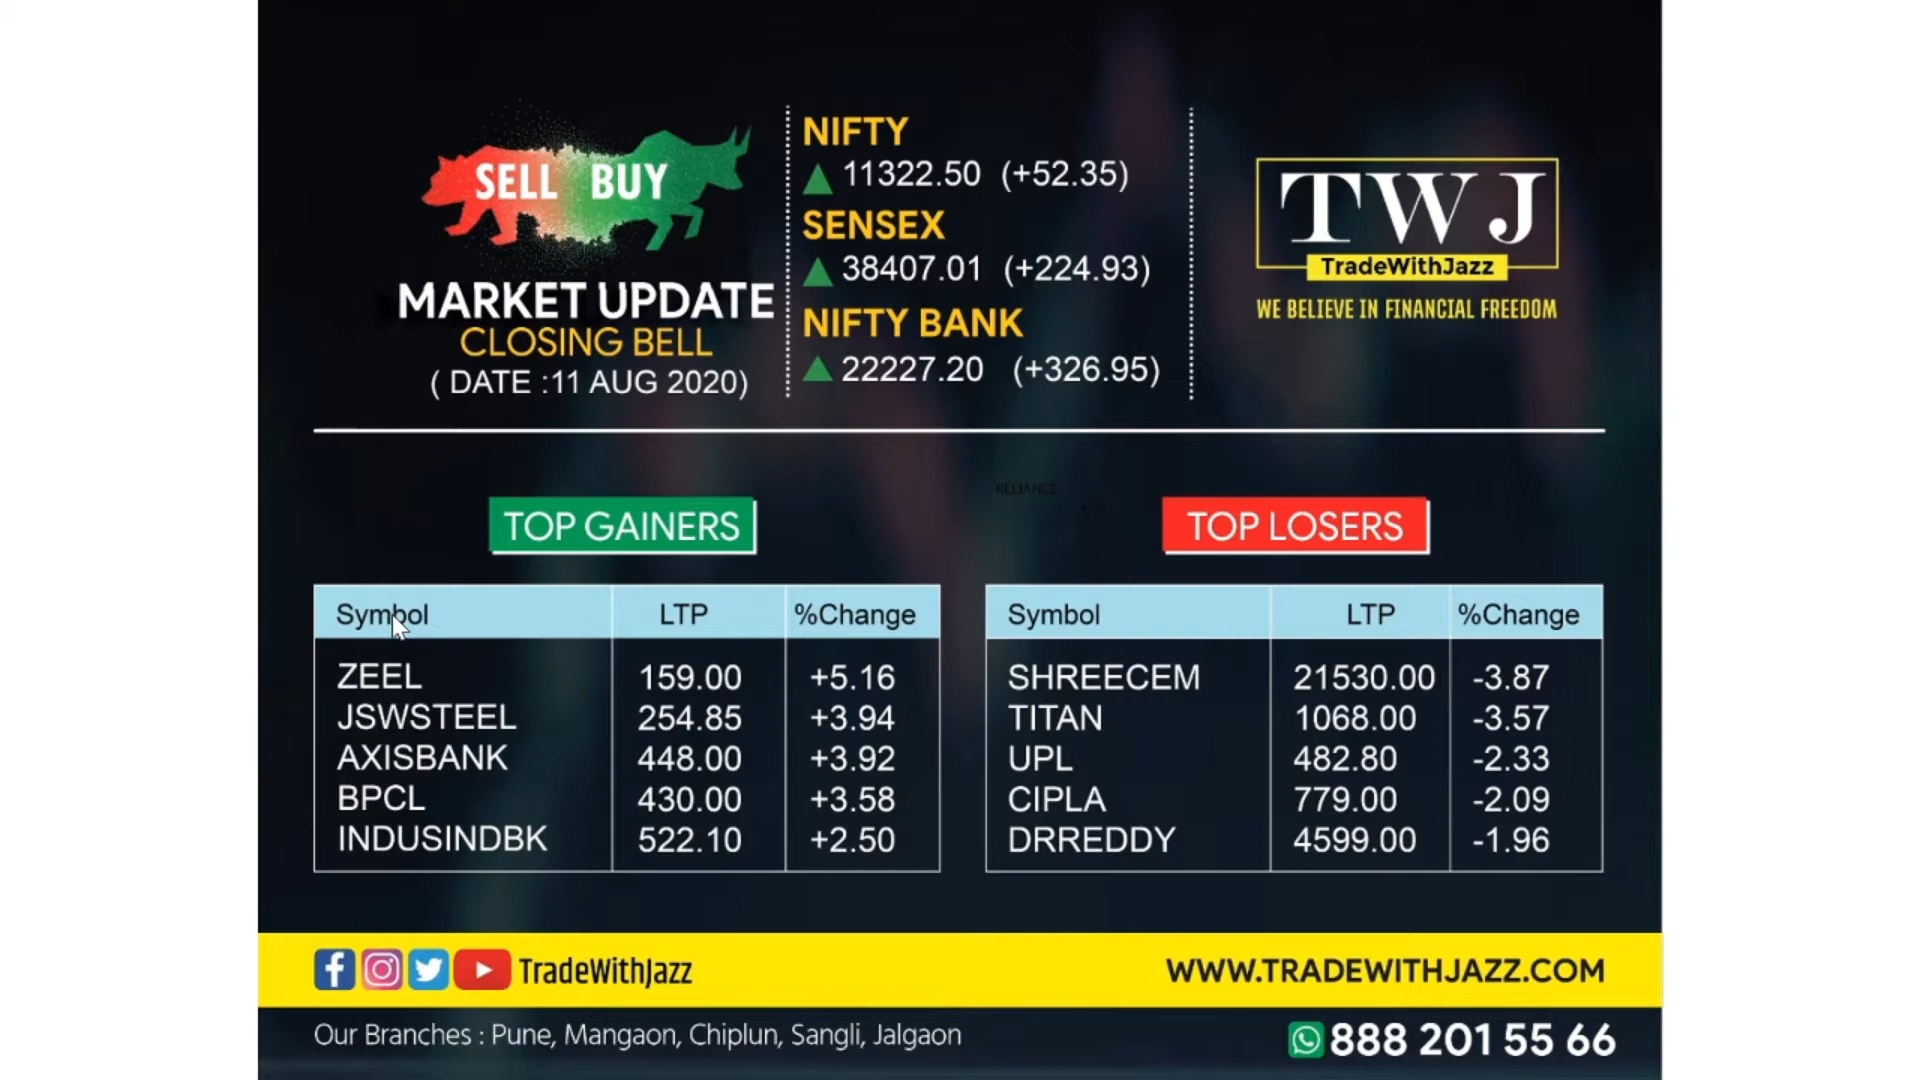 SELL BUY
MARKET UPDATE
CLOSING BELL
( DATE :11 AUG 2020)
NIFTY
11322.50 (+52.35)
SENSEX
38407.01 (+224.93)
NIFTY BANK
22227.20 (+326.95)
TWJ
TradeWithJazz
WE BELIEVE IN FINANCIAL FREEDOM
RELIANCE
TOP GAINERS
Symbol LTP %Change
ZEEL 159.00 +5.16
JSWSTEEL 254.85 +3.94
AXISBANK 448.00 +3.92
BPCL 430.00 +3.58
INDUSINDBK 522.10 +2.50
TOP LOSERS
Symbol LTP %Change
SHREECEM 21530.00 -3.87
TITAN 1068.00 -3.57
UPL 482.80 -2.33
CIPLA 779.00 -2.09
DRREDDY 4599.00 -1.96
TradeWithJazz
WWW.TRADEWITHJAZZ.COM
Our Branches : Pune, Mangaon, Chiplun, Sangli, Jalgaon
888 201 55 66